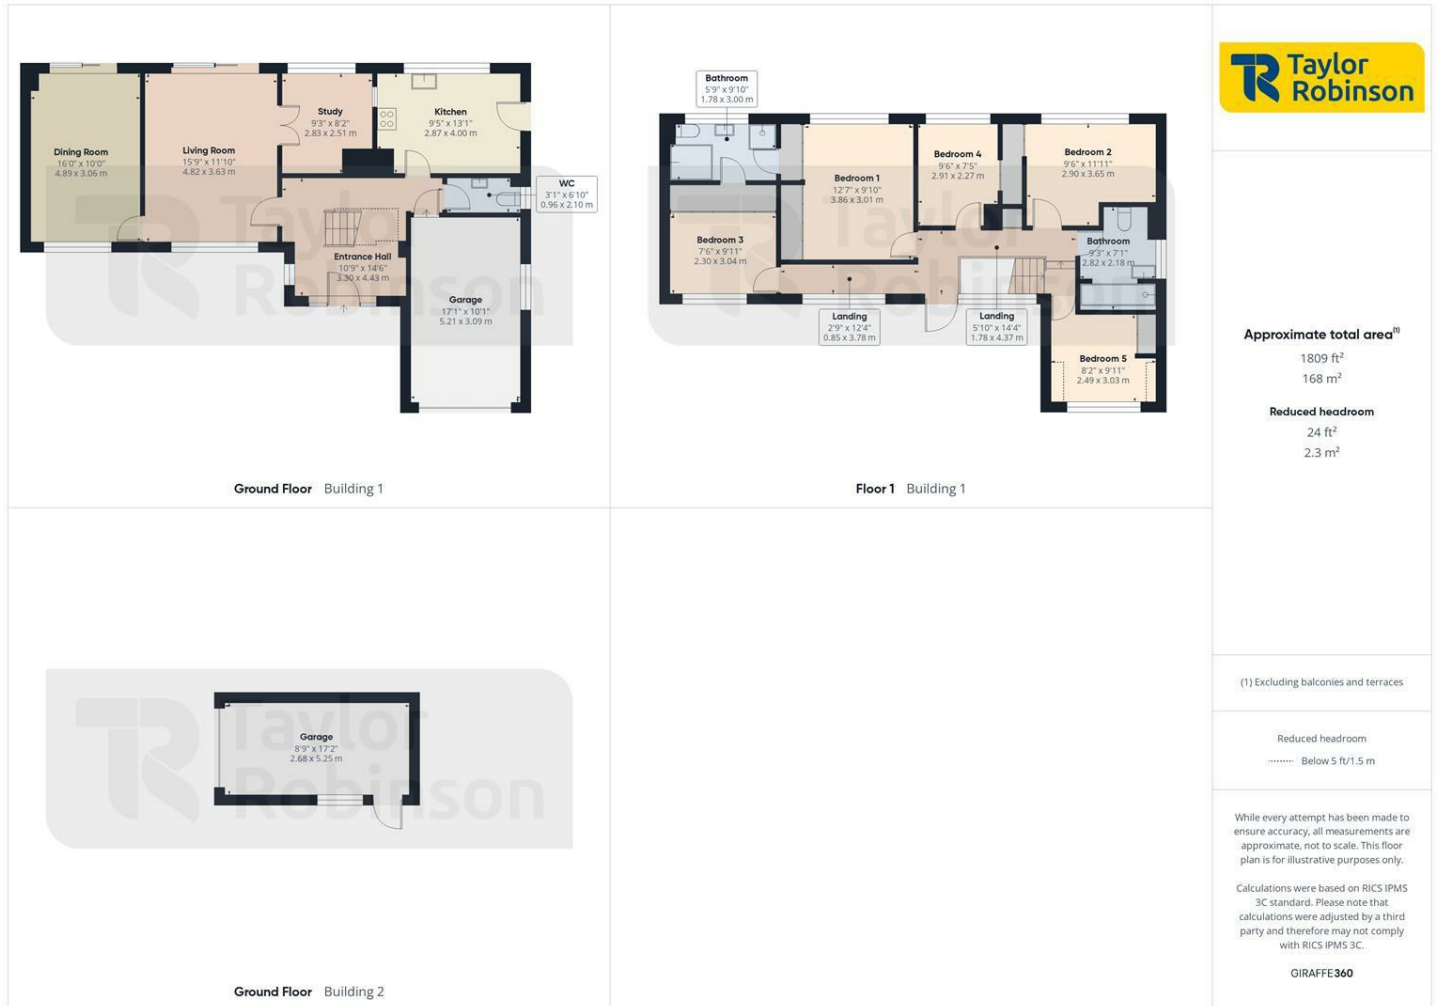 Taylor
Robinson
Dining Room
16'0" x 10'0"
4.89 x 3.06 m
Living Room
15'9" x 11'10"
4.82 x 3.63 m
Study
9'3" x 8'2"
2.83 x 2.51 m
Kitchen
9'5" x 13'1"
2.87 x 4.00 m
WC
3'1" x 6'10"
0.96 x 2.10 m
Entrance Hall
10'9" x 14'6"
3.30 x 4.43 m
Garage
17'1" x 10'1"
5.21 x 3.09 m
Taylor
Robinson
Ground Floor Building 1
Bathroom
5'9" x 9'10"
1.78 x 3.00 m
Bedroom 1
12'7" x 9'10"
3.86 x 3.01 m
Bedroom 4
9'6" x 7'5"
2.91 x 2.27 m
Bedroom 2
9'6" x 11'11"
2.90 x 3.65 m
Bedroom 3
7'6" x 9'11"
2.30 x 3.04 m
Bathroom
9'3" x 7'1"
2.82 x 2.18 m
Landing
2'9" x 12'4"
0.85 x 3.78 m
Landing
5'10" x 14'4"
1.78 x 4.37 m
Bedroom 5
8'2" x 9'11"
2.49 x 3.03 m
Taylor
Robinson
Floor 1 Building 1
Garage
8'9" x 17'2"
2.68 x 5.25 m
Taylor
Robinson
Ground Floor Building 2
Approximate total area(1)
1809 ft²
168 m²
Reduced headroom
24 ft²
2.3 m²
(1) Excluding balconies and terraces
Reduced headroom
Below 5 ft/1.5 m
While every attempt has been made to
ensure accuracy, all measurements are
approximate, not to scale. This floor
plan is for illustrative purposes only.
Calculations were based on RICS IPMS
3C standard. Please note that
calculations were adjusted by a third
party and therefore may not comply
with RICS IPMS 3C.
GIRAFFE360